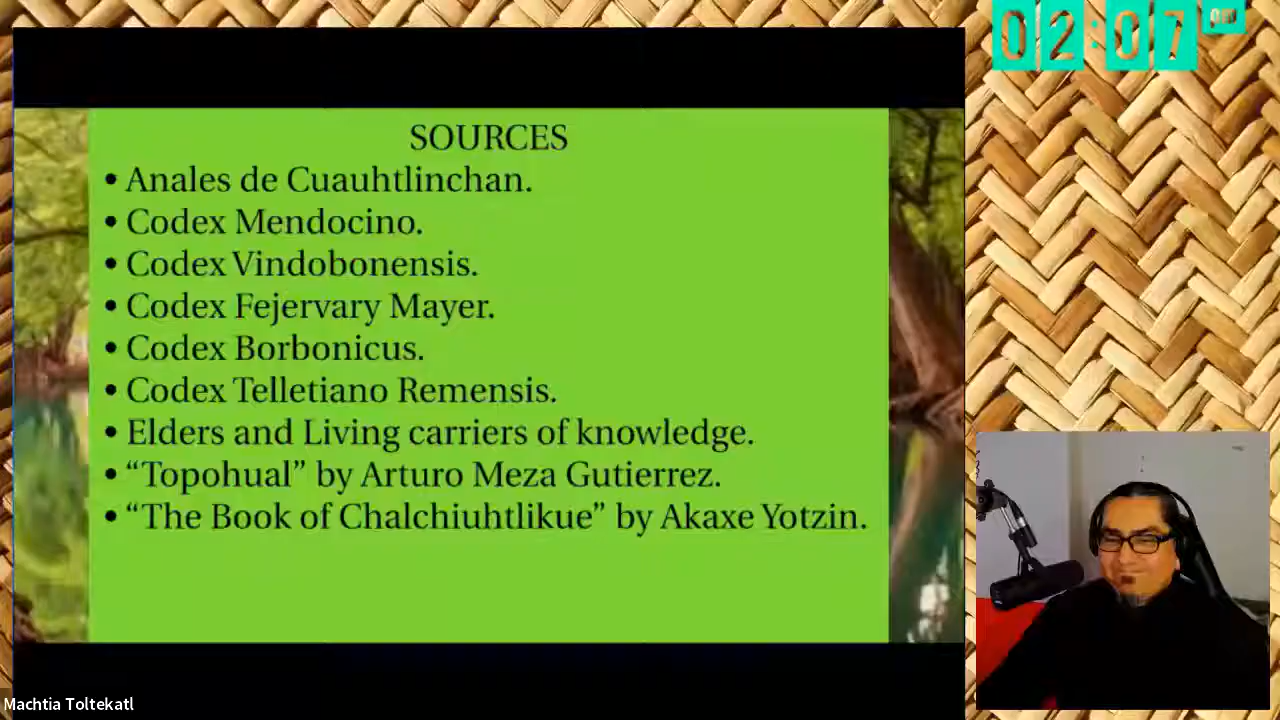 02:07
SOURCES
• Anales de Cuauhtlinchan.
• Codex Mendocino.
• Codex Vindobonensis.
• Codex Fejervary Mayer.
• Codex Borbonicus.
• Codex Telletiano Remensis.
• Elders and Living carriers of knowledge.
• “Topohual” by Arturo Meza Gutierrez.
• “The Book of Chalchiuhtlikue” by Akaxe Yotzin.
Machtia Toltekatl